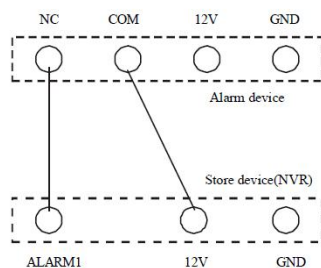 NC COM 12V GND
Alarm device
Store device(NVR)
ALARM1 12V GND